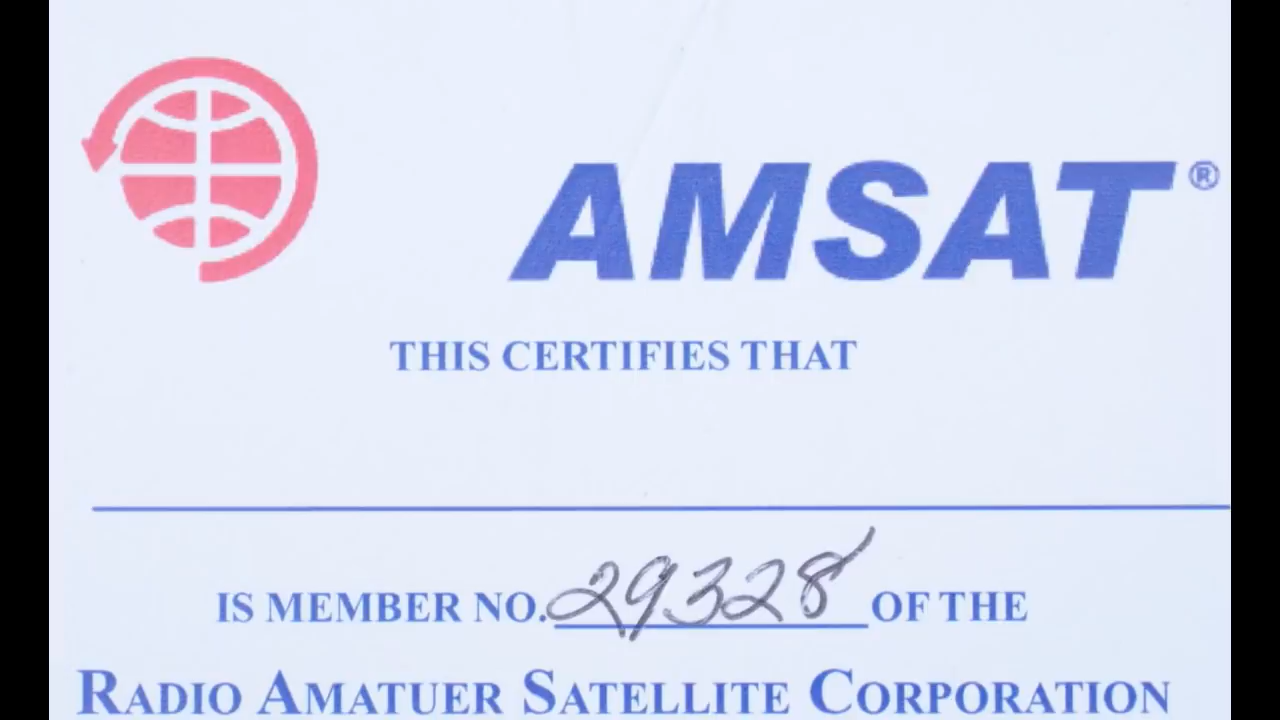 AMSAT®
THIS CERTIFIES THAT
IS MEMBER NO. 29328 OF THE
RADIO AMATUER SATELLITE CORPORATION